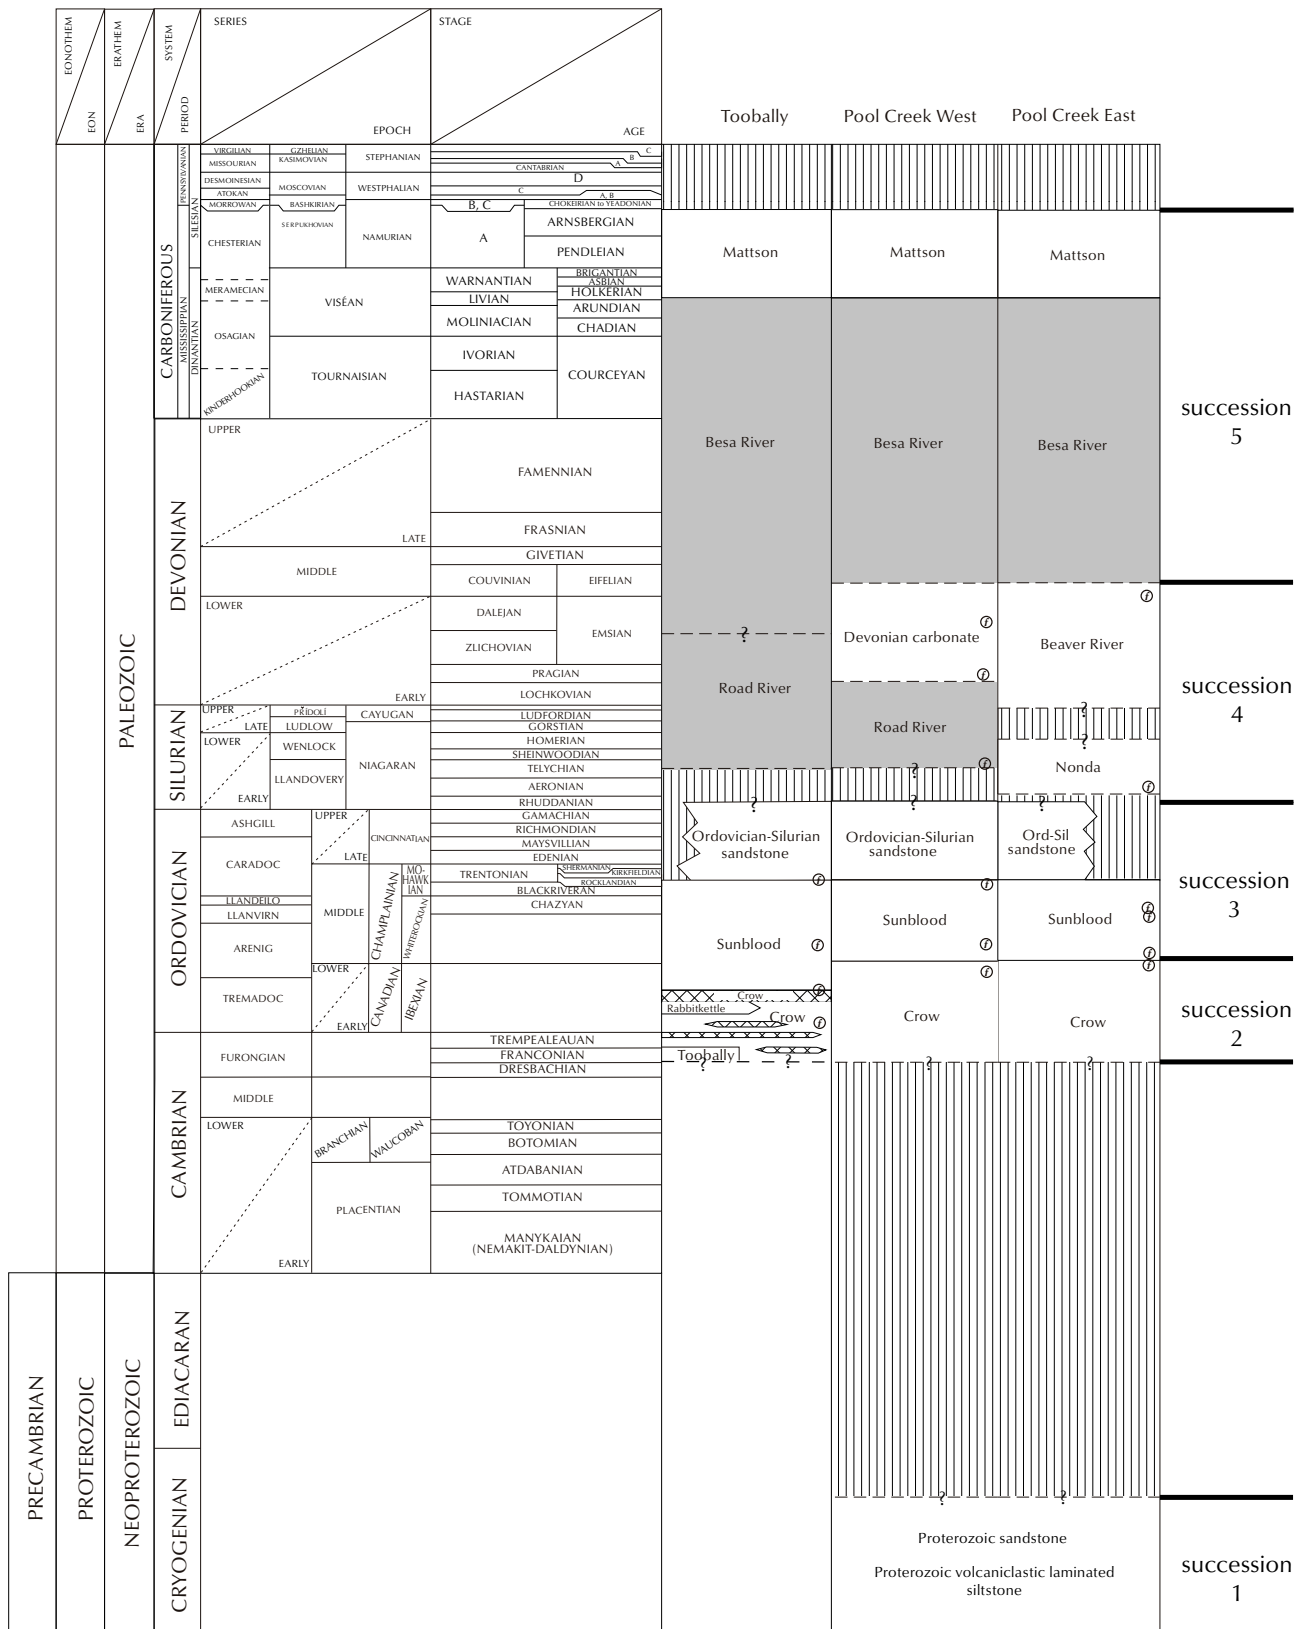 EONOTHEM
EON
ERATHEM
ERA
SYSTEM
PERIOD
SERIES
EPOCH
STAGE
AGE
Toobally
Pool Creek West
Pool Creek East
PALEOZOIC
CARBONIFEROUS
PENNSYLVANIAN
MISSISSIPPIAN
SILESIAN
DINANTIAN
VIRGILIAN
MISSOURIAN
DESMOINESIAN
ATOKAN
MORROWAN
CHESTERIAN
MERAMECIAN
OSAGIAN
KINDERHOOKIAN
GZHELIAN
KASIMOVIAN
MOSCOVIAN
BASHKIRIAN
SERPUKHOVIAN
STEPHANIAN
WESTPHALIAN
NAMURIAN
VISÉAN
TOURNAISIAN
C
B
A
CANTABRIAN
D
C
A, B
B, C
CHOKEIRIAN to YEADONIAN
A
ARNSBERGIAN
PENDLEIAN
WARNANTIAN
LIVIAN
MOLINIACIAN
IVORIAN
HASTARIAN
BRIGANTIAN
ASBIAN
HOLKERIAN
ARUNDIAN
CHADIAN
COURCEYAN
DEVONIAN
UPPER
LATE
MIDDLE
LOWER
EARLY
FAMENNIAN
FRASNIAN
GIVETIAN
COUVINIAN
EIFELIAN
DALEJAN
ZLICHOVIAN
EMSIAN
PRAGIAN
LOCHKOVIAN
SILURIAN
UPPER
LATE
LOWER
EARLY
PŘÍDOLÍ
LUDLOW
WENLOCK
LLANDOVERY
CAYUGAN
NIAGARAN
LUDFORDIAN
GORSTIAN
HOMERIAN
SHEINWOODIAN
TELYCHIAN
AERONIAN
RHUDDANIAN
ORDOVICIAN
ASHGILL
CARADOC
LLANDEILO
LLANVIRN
ARENIG
TREMADOC
UPPER
LATE
MIDDLE
LOWER
EARLY
CINCINNATIAN
CHAMPLAINIAN
CANADIAN
MO-
HAWK
IAN
WHITEROCKIAN
IBEXIAN
GAMACHIAN
RICHMONDIAN
MAYSVILLIAN
EDENIAN
TRENTONIAN
SHERMANIAN
KIRKFIELDIAN
ROCKLANDIAN
BLACKRIVERAN
CHAZYAN
CAMBRIAN
FURONGIAN
MIDDLE
LOWER
EARLY
BRANCHIAN
WAUCOBAN
PLACENTIAN
TREMPEALEAUAN
FRANCONIAN
DRESBACHIAN
TOYONIAN
BOTOMIAN
ATDABANIAN
TOMMOTIAN
MANYKAIAN
(NEMAKIT-DALDYNIAN)
PRECAMBRIAN
PROTEROZOIC
NEOPROTEROZOIC
EDIACARAN
CRYOGENIAN
Mattson
Mattson
Mattson
Besa River
Besa River
Besa River
succession
5
?
f
f
Devonian carbonate
Beaver River
f
Road River
Road River
?
?
succession
4
?
f
Nonda
f
?
?
?
Ordovician-Silurian
sandstone
Ordovician-Silurian
sandstone
Ord-Sil
sandstone
f
f
succession
3
Sunblood
f
Sunblood
f
Sunblood
f
f
f
f
Crow
f
Rabbitkettle
Crow
f
f
Crow
f
Crow
succession
2
Toobally
?
?
?
?
?
?
Proterozoic sandstone
Proterozoic volcaniclastic laminated
siltstone
succession
1